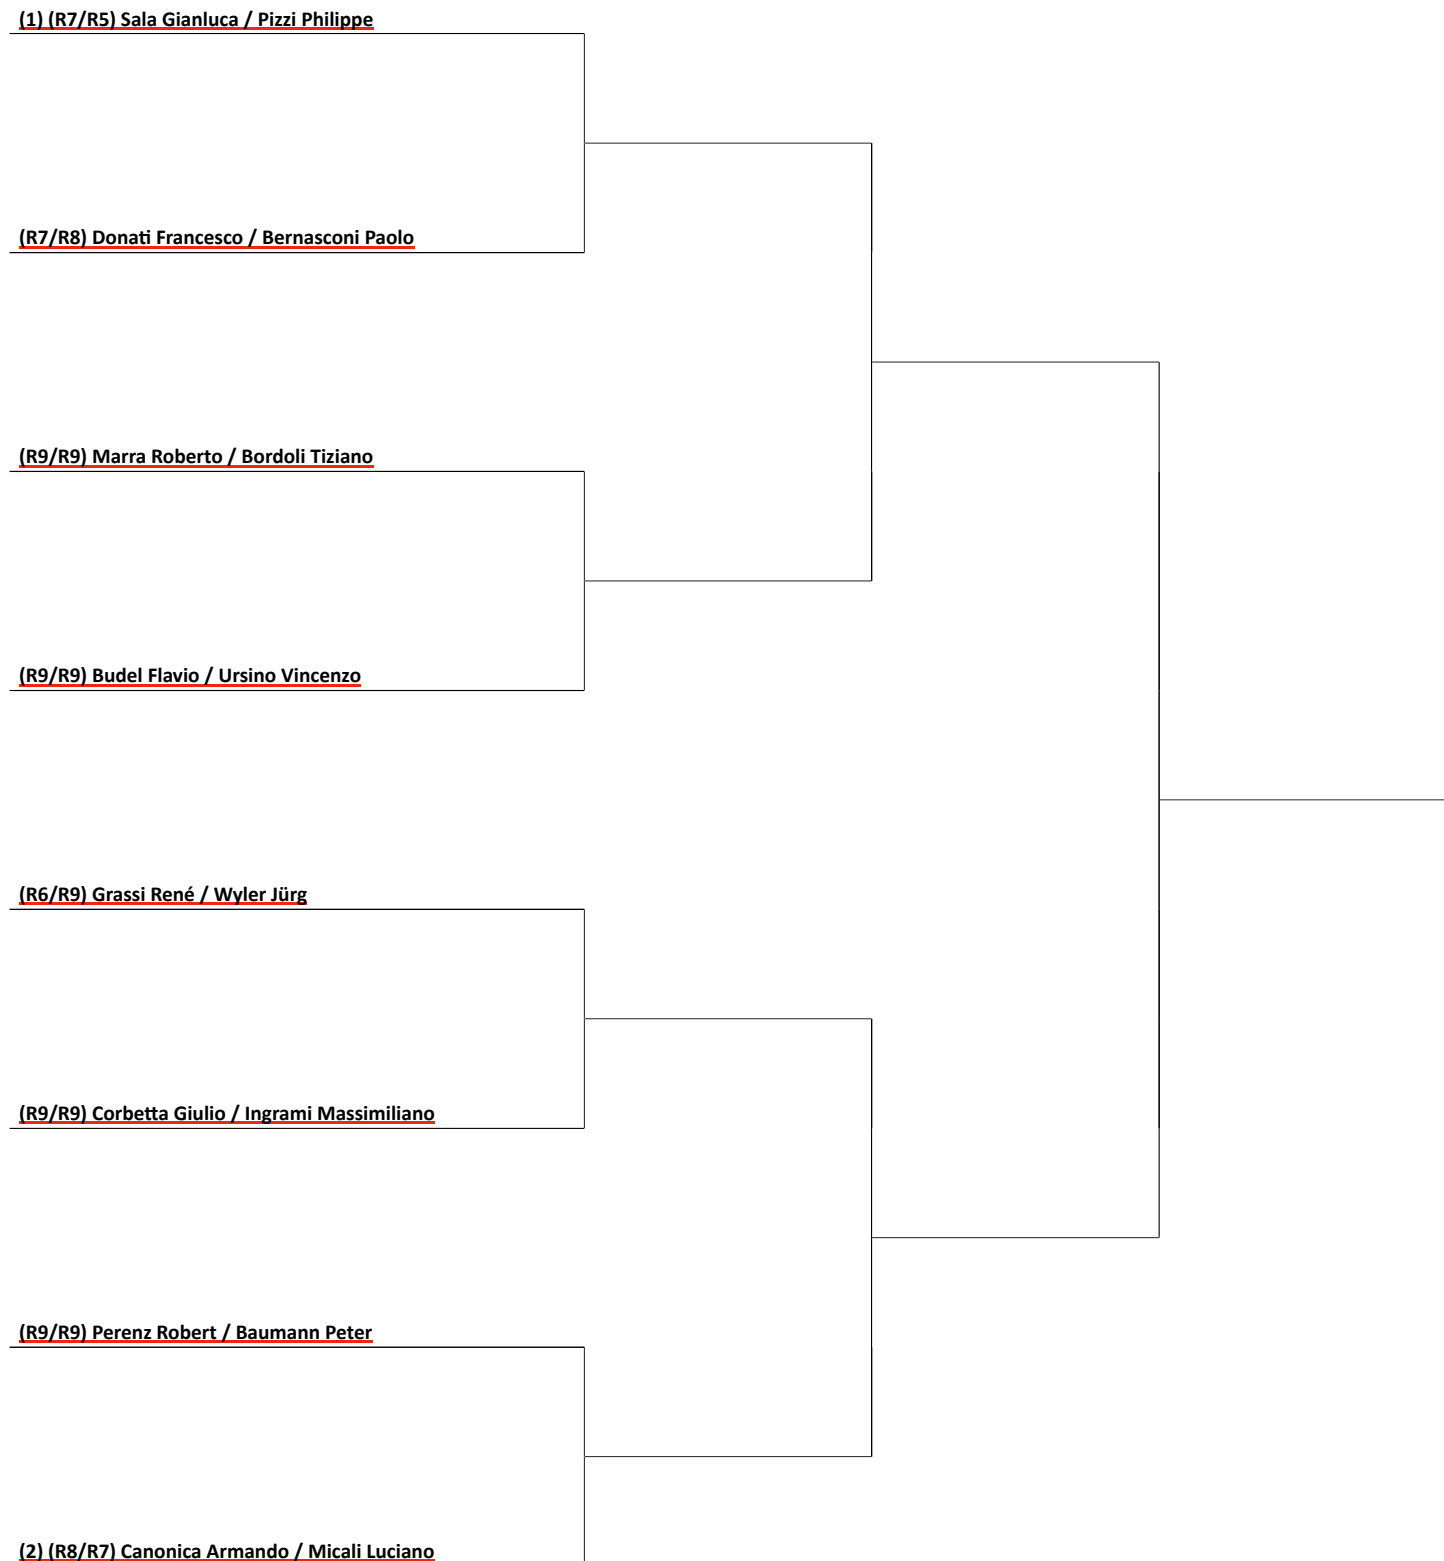 (1) (R7/R5) Sala Gianluca / Pizzi Philippe
(R7/R8) Donati Francesco / Bernasconi Paolo
(R9/R9) Marra Roberto / Bordoli Tiziano
(R9/R9) Budel Flavio / Ursino Vincenzo
(R6/R9) Grassi René / Wyler Jürg
(R9/R9) Corbetta Giulio / Ingrami Massimiliano
(R9/R9) Perenz Robert / Baumann Peter
(2) (R8/R7) Canonica Armando / Micali Luciano